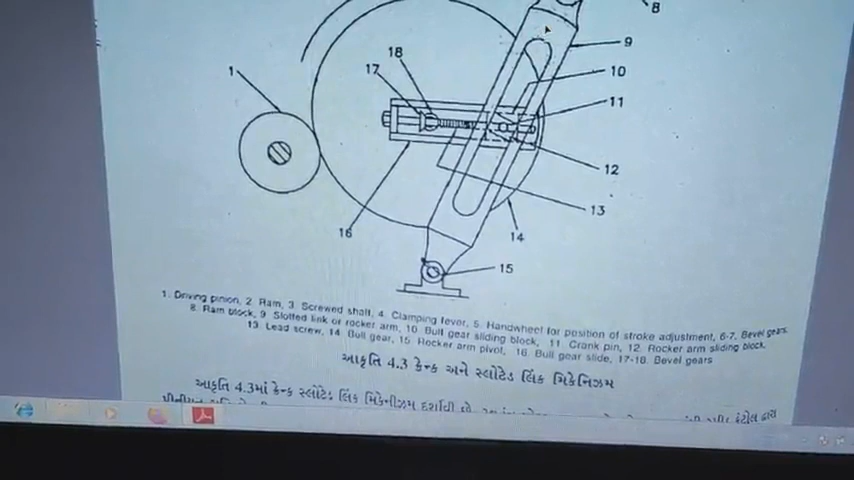 8
9
18
10
17
1
11
12
13
16
14
15
1. Driving pinion, 2 Ram, 3. Screwed shaft, 4. Clamping lever, 5. Handwheel for position of stroke adjustment, 6-7. Bevel gears.
8. Ram block, 9 Slotted link or rocker arm, 10. Bull gear sliding block, 11 Crank pin, 12. Rocker arm sliding block.
13. Lead screw, 14 Bull gear, 15 Rocker arm pivot, 16. Bull gear slide, 17-18. Bevel gears
આકૃતિ 4.3 કેન્ક અને સ્લોટેડ લિંક મિકેનિઝમ
આકૃતિ 4.3માં કેન્ક સ્લોટેડ લિંક મિકેનીઝમ દર્શાવી છે.